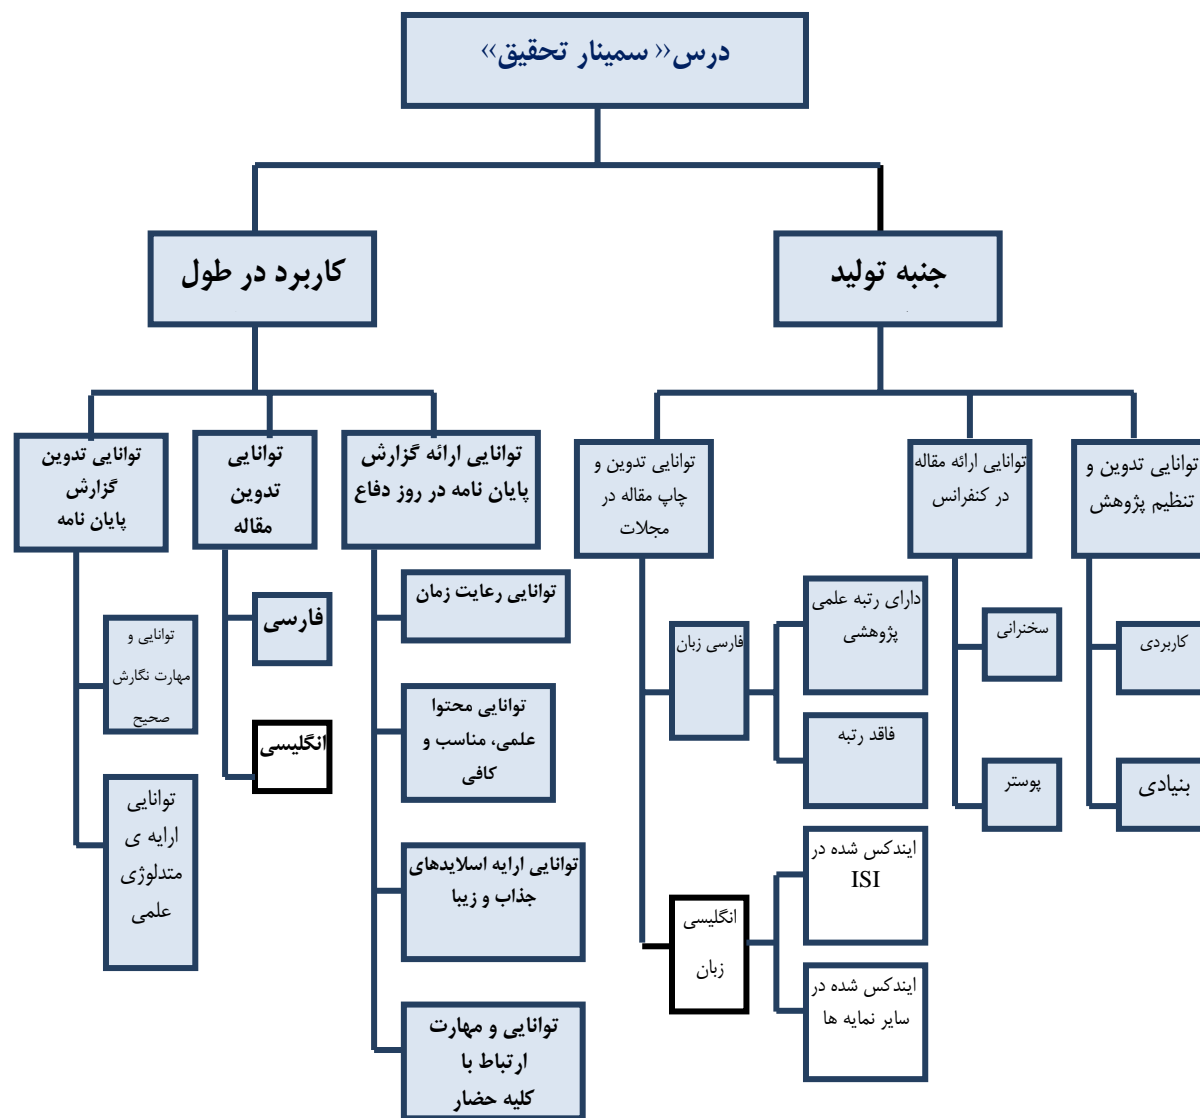 درس« سمینار تحقیق»
جنبه تولید
کاربرد در طول
توانایی تدوین و
تنظیم پژوهش
کاربردی
بنیادی
توانایی ارائه مقاله
در کنفرانس
سخنرانی
پوستر
توانایی تدوین و
چاپ مقاله در
مجلات
فارسی زبان
دارای رتبه علمی
پژوهشی
فاقد رتبه
انگلیسی
زبان
ایندکس شده در
ISI
ایندکس شده در
سایر نمایه ها
توانایی ارائه گزارش
پایان نامه در روز دفاع
توانایی رعایت زمان
توانایی محتوا
علمی، مناسب و
کافی
توانایی ارایه اسلایدهای
جذاب و زیبا
توانایی و مهارت
ارتباط با
کلیه حضار
توانایی
تدوین
مقاله
فارسی
انگلیسی
توانایی تدوین
گزارش
پایان نامه
توانایی و
مهارت نگارش
صحیح
توانایی
ارایه ی
متدلوژی
علمی